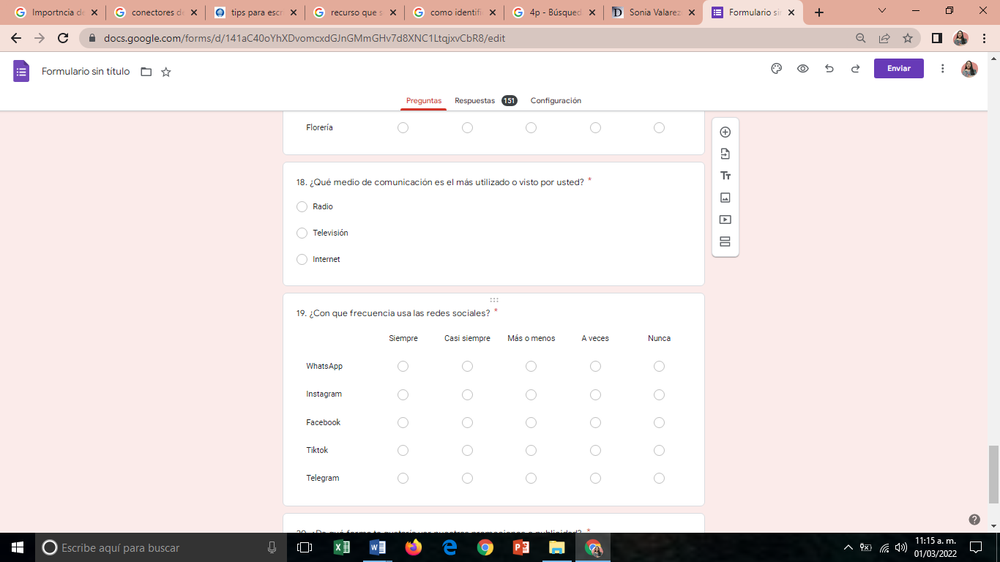 Importncia de
conectores de
tips para escri
recurso que s
como identifi
4p - Búsqued
Sonia Valarez
Formulario sin
docs.google.com/forms/d/141aC40oYhXDvomcxdGJnGMmGHv7d8XNC1LtqjxvCbR8/edit
Formulario sin título
Enviar
Preguntas Respuestas 151 Configuración
Florería
18. ¿Qué medio de comunicación es el más utilizado o visto por usted? *
Radio
Televisión
Internet
19. ¿Con que frecuencia usa las redes sociales? *
Siempre Casi siempre Más o menos A veces Nunca
WhatsApp
Instagram
Facebook
Tiktok
Telegram
Escribe aquí para buscar
11:15 a. m.
01/03/2022